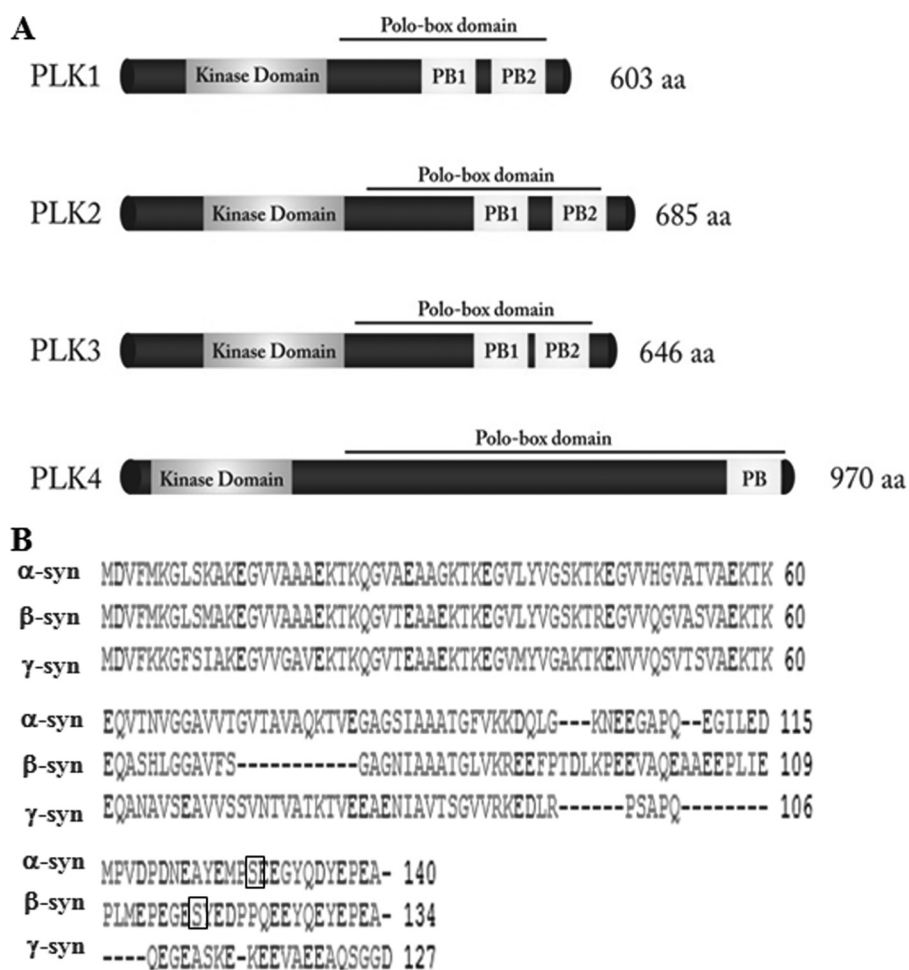 A
Polo-box domain
PLK1 Kinase Domain PB1 PB2 603 aa
Polo-box domain
PLK2 Kinase Domain PB1 PB2 685 aa
Polo-box domain
PLK3 Kinase Domain PB1 PB2 646 aa
Polo-box domain
PLK4 Kinase Domain PB 970 aa
B
α-syn MDVFMKGLSKAKEGVVAAAEKTKQGVAEAAGKTKEGVLYVGSKTKEGVVHGVATVAEKTK 60
β-syn MDVFMKGLSMAKEGVVAAAEKTKQGVTEAAEKTKEGVLYVGSKTREGVVQGVASVAEKTK 60
γ-syn MDVFKKGFSIAKEGVVGAVEKTKQGVTEAAEKTKEGVMYVGAKTKENVVQSVTSVAEKTK 60
α-syn EQVTNVGGAVVTGVTAVAQKTVEGAGSIAAATGFVKKDQLG---KNEEGAPQ--EGILED 115
β-syn EQASHLGGAVFS-----------GAGNIAAATGLVKREEFPTDLKPEEVAQEAAEEPLIE 109
γ-syn EQANAVSEAVVSSVNTVATKTVEEAENIAVTSGVVRKEDLR------PSAPQ-------- 106
α-syn MPVDPDNEAYEMPSEEGYQDYEPEA- 140
β-syn PLMEPEGESYEDPPQEEYQEYEPEA- 134
γ-syn ----QEGEASKE-KEEVAEEAQSGGD 127